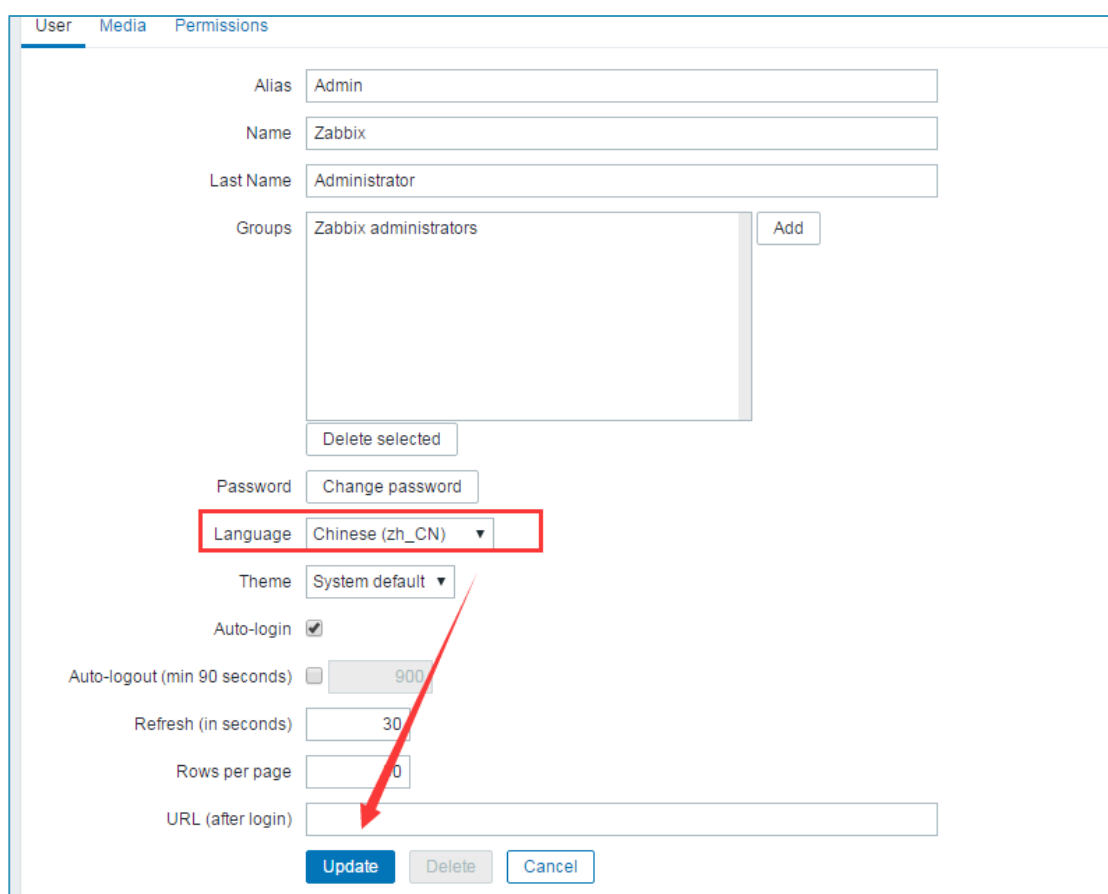 User Media Permissions
Alias Admin
Name Zabbix
Last Name Administrator
Groups Zabbix administrators Add
Delete selected
Password Change password
Language Chinese (zh_CN) ▼
Theme System default ▼
Auto-login
Auto-logout (min 90 seconds) 900
Refresh (in seconds) 30
Rows per page
URL (after login)
Update Delete Cancel